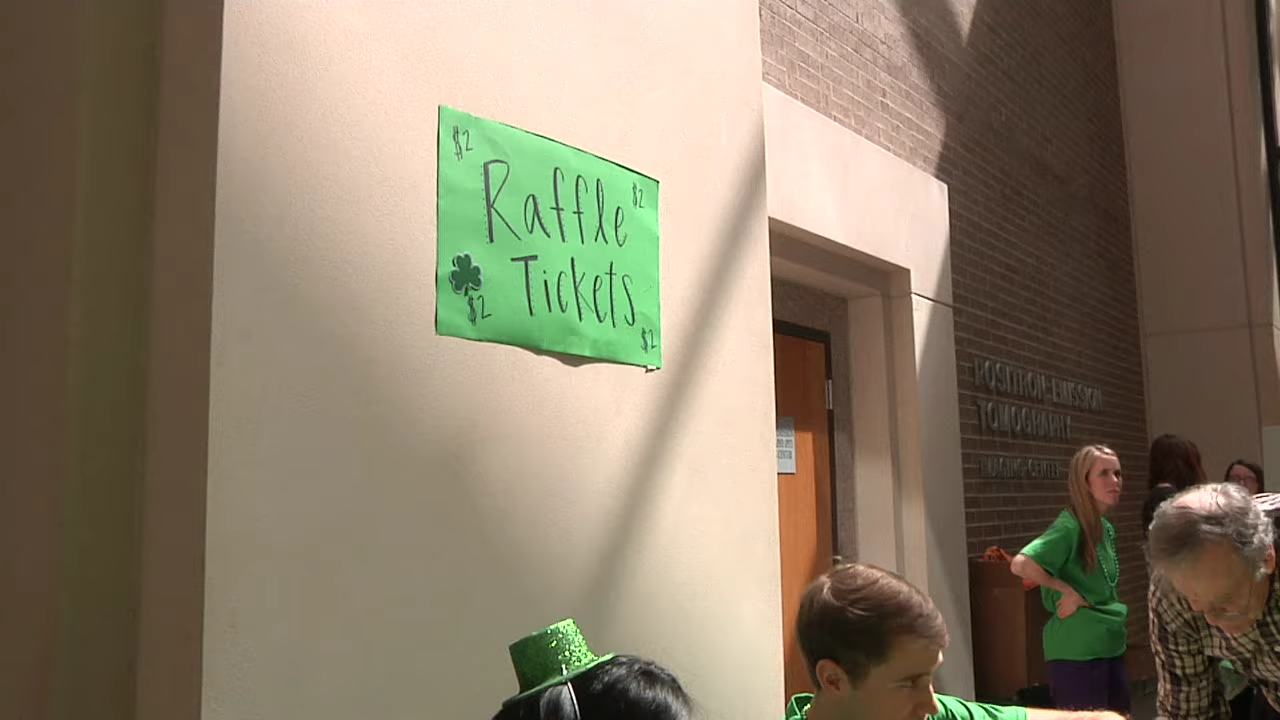 $2
Raffle
$2
Tickets
$2
$2
POSITRON EMISSION
TOMOGRAPHY
IMAGING CENTER